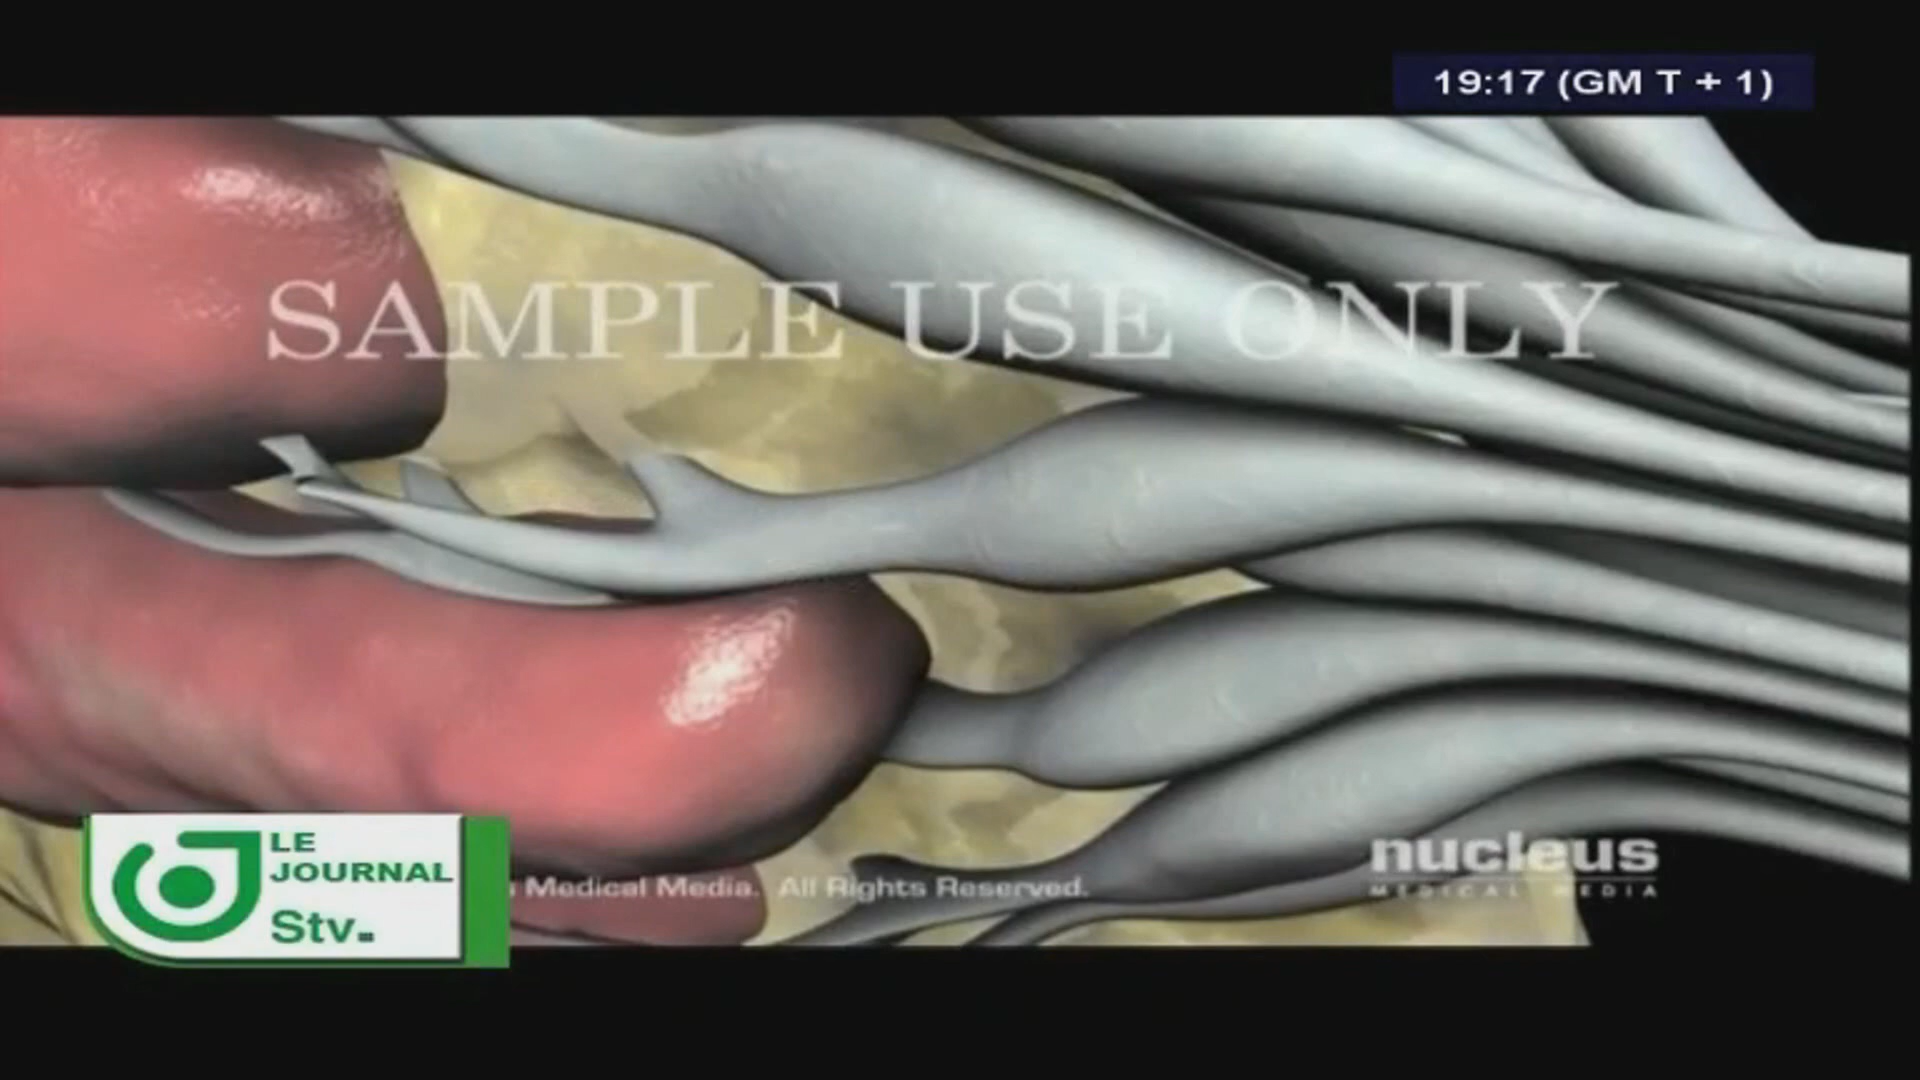 19:17 (GM T + 1)
SAMPLE USE ONLY
nucleus
MEDICAL MEDIA
LE
JOURNAL
Stv.
Medical Media. All Rights Reserved.